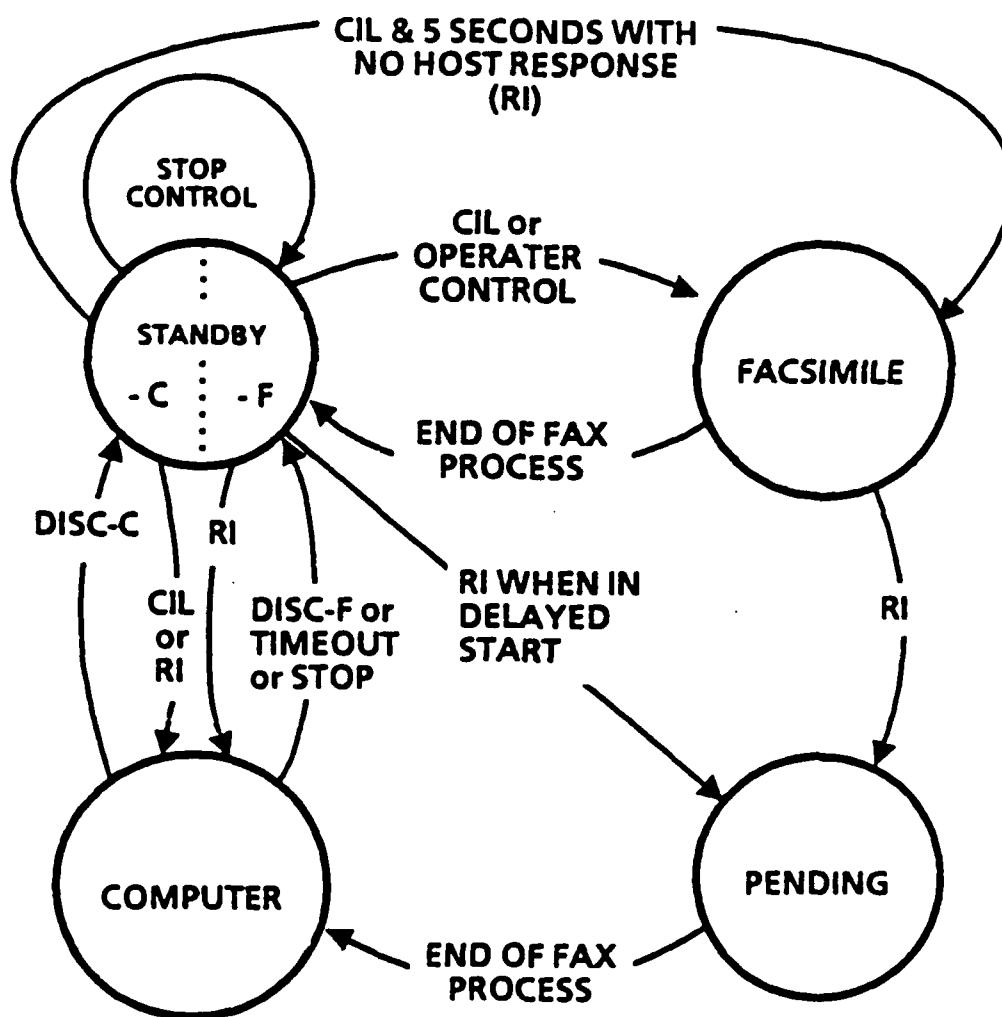 CIL & 5 SECONDS WITH
NO HOST RESPONSE
(RI)
STOP
CONTROL
CIL or
OPERATER
CONTROL
STANDBY
- C
- F
FACSIMILE
END OF FAX
PROCESS
DISC-C
RI
CIL
or
RI
DISC-F or
TIMEOUT
or STOP
RI WHEN IN
DELAYED
START
RI
COMPUTER
PENDING
END OF FAX
PROCESS